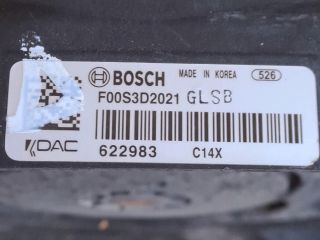 BOSCH MADE IN KOREA 526
F00S3D2021 GLSB
DAC
622983 C14X